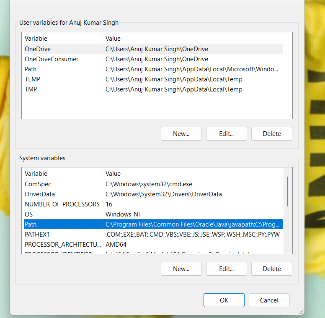 User variables for Anuj Kumar Singh
Variable Value
OneDrive C:\Users\Anuj Kumar Singh\OneDrive
OneDriveConsumer C:\Users\Anuj Kumar Singh\OneDrive
Path C:\Users\Anuj Kumar Singh\AppData\Local\Microsoft\Windo...
TEMP C:\Users\Anuj Kumar Singh\AppData\Local\Temp
TMP C:\Users\Anuj Kumar Singh\AppData\Local\Temp
New... Edit... Delete
System variables
Variable Value
ComSpec C:\Windows\system32\cmd.exe
DriverData C:\Windows\System32\Drivers\DriverData
NUMBER_OF_PROCESSORS 16
OS Windows_NT
Path C:\Program Files\Common Files\Oracle\Java\javapath;C:\Prog...
PATHEXT .COM;.EXE;.BAT;.CMD;.VBS;.VBE;.JS;.JSE;.WSF;.WSH;.MSC;.PY;.PYW
PROCESSOR_ARCHITECTU... AMD64
New... Edit... Delete
OK Cancel